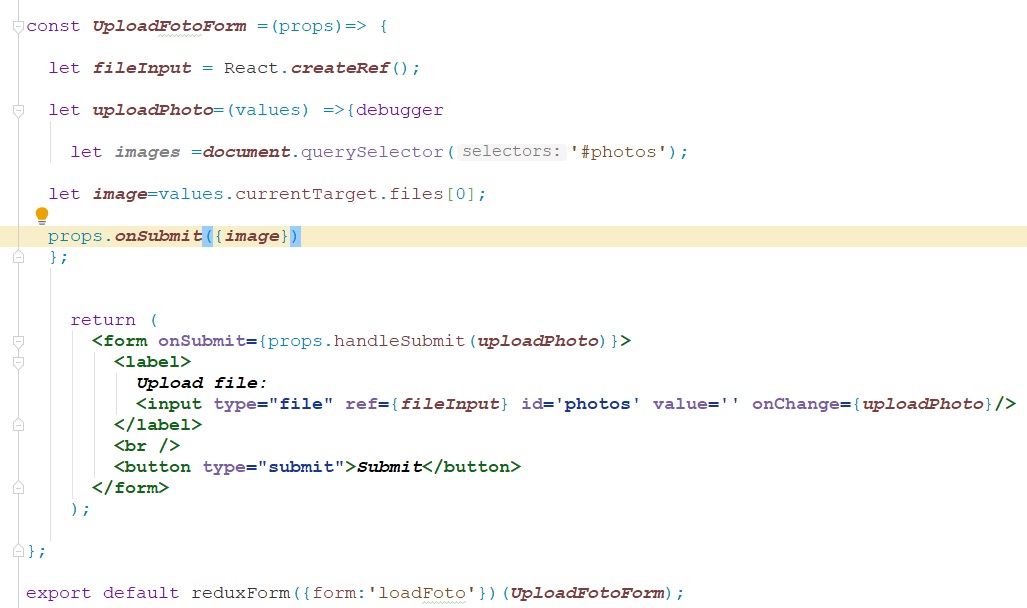 const UploadFotoForm =(props)=> {
let fileInput = React.createRef();
let uploadPhoto=(values) =>{debugger
let images =document.querySelector( selectors: '#photos');
let image=values.currentTarget.files[0];
props.onSubmit({image})
};
return (
<form onSubmit={props.handleSubmit(uploadPhoto)}>
<label>
Upload file:
<input type="file" ref={fileInput} id='photos' value='' onChange={uploadPhoto}/>
</label>
<br />
<button type="submit">Submit</button>
</form>
);
};
export default reduxForm({form:'loadFoto'})(UploadFotoForm);